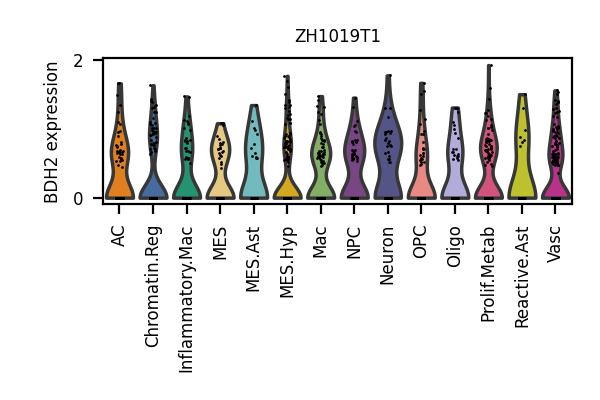 ZH1019T1
BDH2 expression
2
0
AC
Chromatin.Reg
Inflammatory.Mac
MES
MES.Ast
MES.Hyp
Mac
NPC
Neuron
OPC
Oligo
Prolif.Metab
Reactive.Ast
Vasc